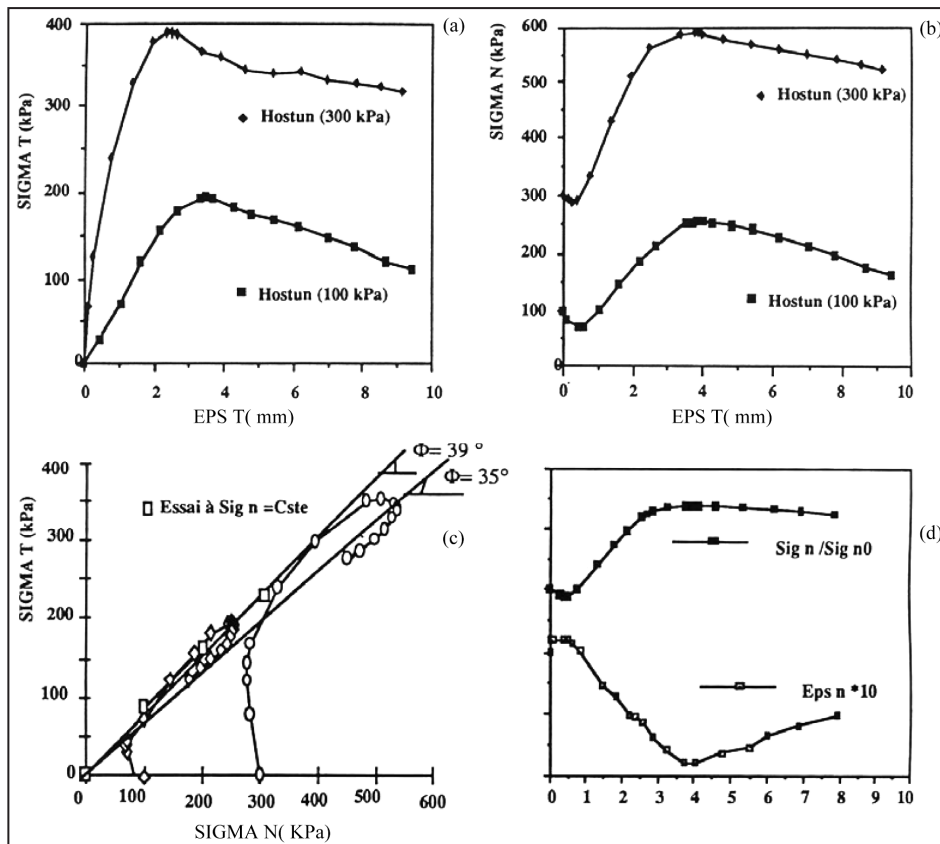 (a)
SIGMA T (kPa)
400
300
200
100
0
Hostun (300 kPa)
Hostun (100 kPa)
0 2 4 6 8 10
EPS T( mm)
(b)
SIGMA N (kPa)
600
500
400
300
200
100
0
Hostun (300 kPa)
Hostun (100 kPa)
0 2 4 6 8 10
EPS T( mm)
(c)
SIGMA T (kPa)
400
300
200
100
0
Φ= 39 °
Φ= 35°
Essai à Sig n =Cste
0 100 200 300 400 500 600
SIGMA N( KPa)
(d)
Sig n /Sig n0
Eps n *10
0 1 2 3 4 5 6 7 8 9 10